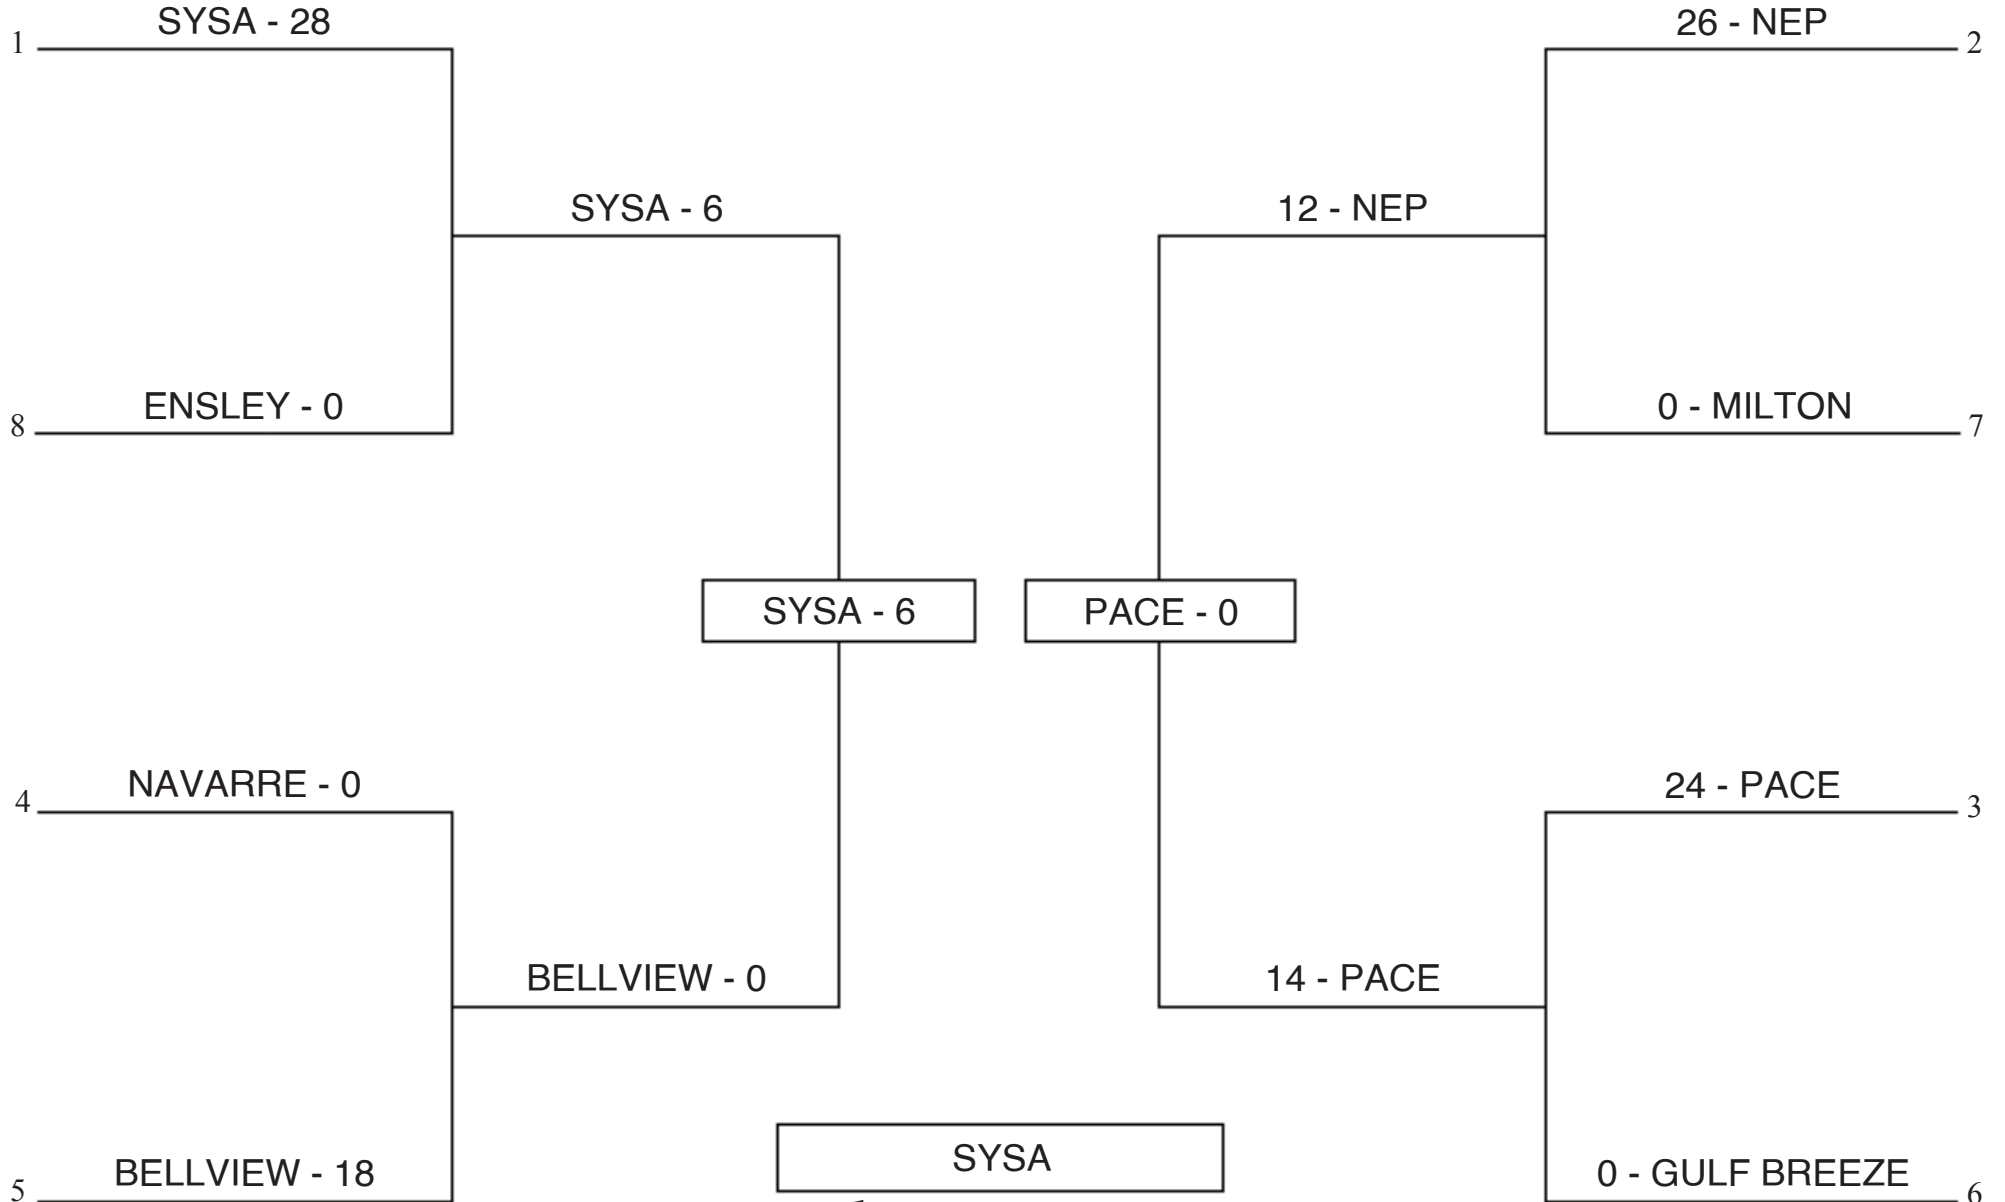 SYSA - 28
26 - NEP
1
2
SYSA - 6
12 - NEP
ENSLEY - 0
0 - MILTON
8
7
SYSA - 6
PACE - 0
NAVARRE - 0
24 - PACE
4
3
BELLVIEW - 0
14 - PACE
SYSA
BELLVIEW - 18
0 - GULF BREEZE
5
6